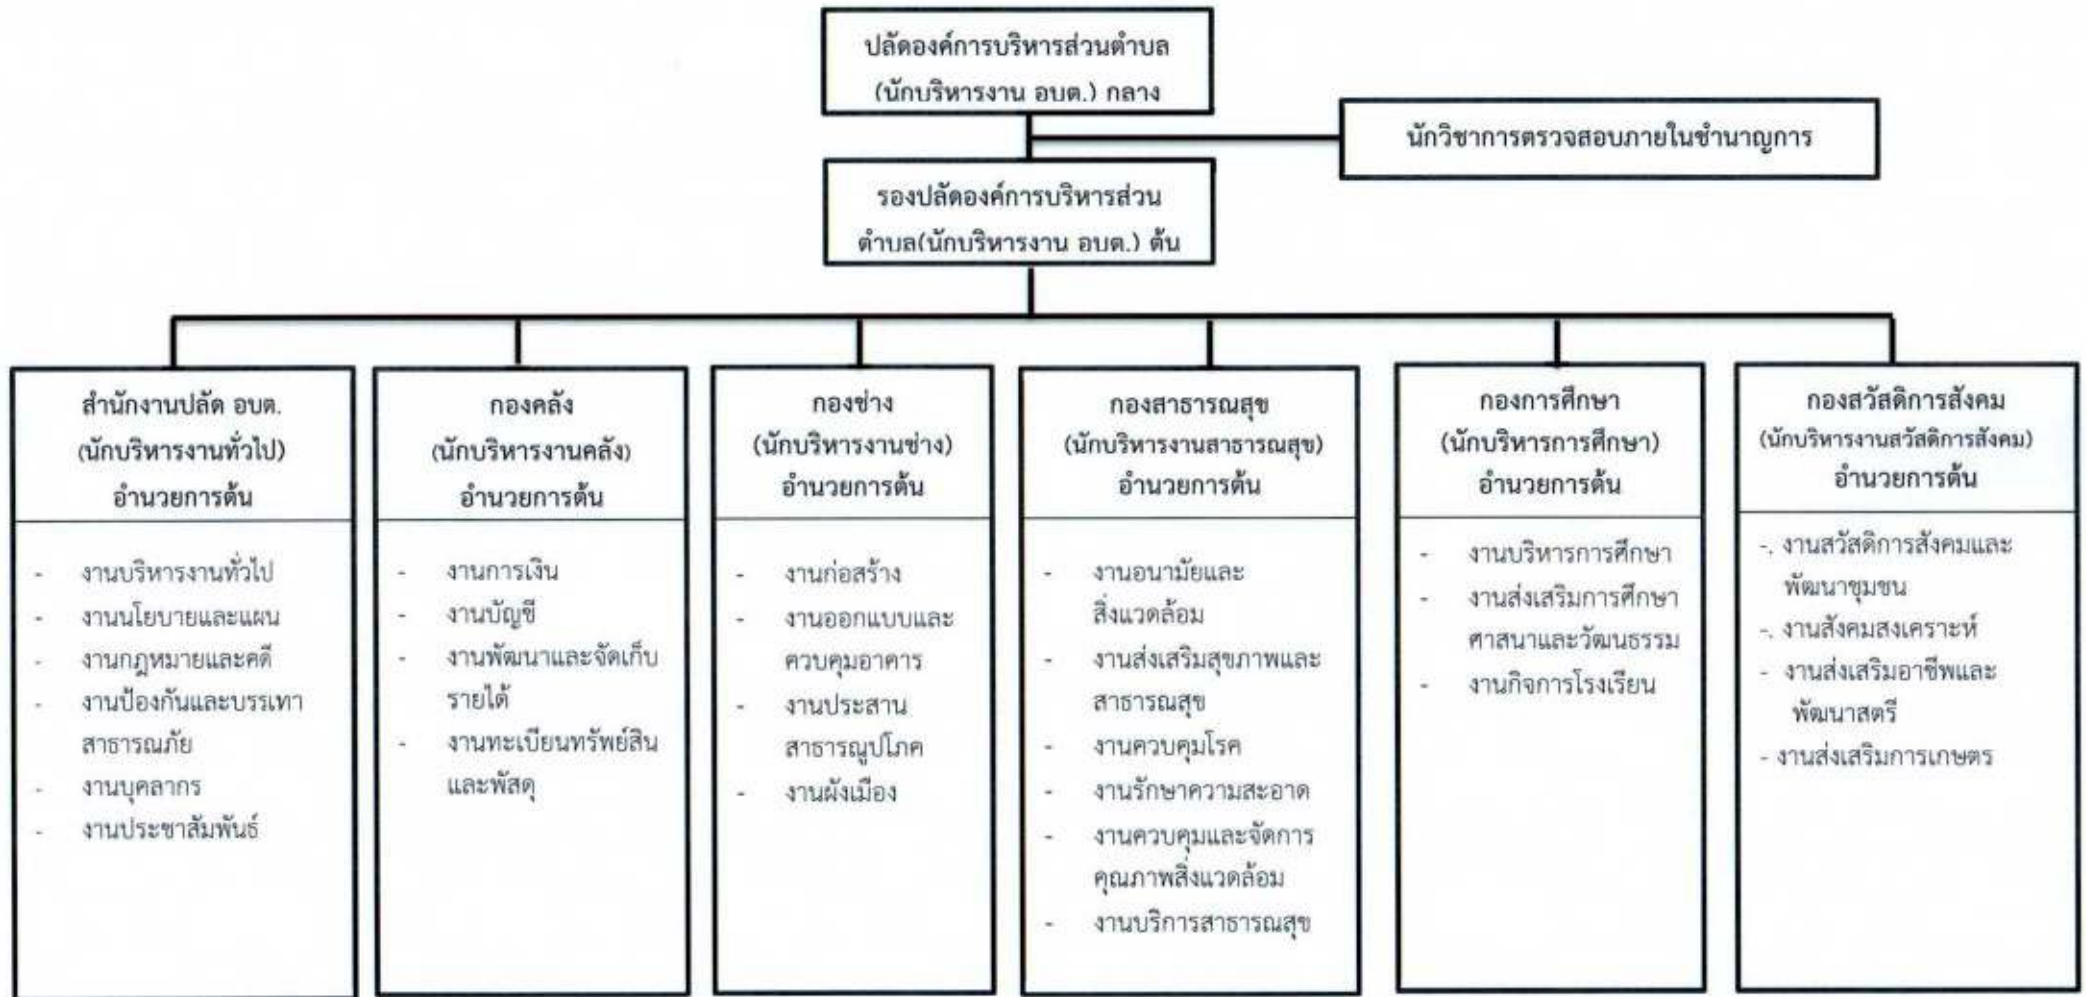 ปลัดองค์การบริหารส่วนตำบล
(นักบริหารงาน อบต.) กลาง
นักวิชาการตรวจสอบภายในชำนาญการ
รองปลัดองค์การบริหารส่วน
ตำบล(นักบริหารงาน อบต.) ต้น
สำนักงานปลัด อบต.
(นักบริหารงานทั่วไป)
อำนวยการต้น
- งานบริหารงานทั่วไป
- งานนโยบายและแผน
- งานกฎหมายและคดี
- งานป้องกันและบรรเทา
สาธารณภัย
- งานบุคลากร
- งานประชาสัมพันธ์
กองคลัง
(นักบริหารงานคลัง)
อำนวยการต้น
- งานการเงิน
- งานบัญชี
- งานพัฒนาและจัดเก็บ
รายได้
- งานทะเบียนทรัพย์สิน
และพัสดุ
กองช่าง
(นักบริหารงานช่าง)
อำนวยการต้น
- งานก่อสร้าง
- งานออกแบบและ
ควบคุมอาคาร
- งานประสาน
สาธารณูปโภค
- งานผังเมือง
กองสาธารณสุข
(นักบริหารงานสาธารณสุข)
อำนวยการต้น
- งานอนามัยและ
สิ่งแวดล้อม
- งานส่งเสริมสุขภาพและ
สาธารณสุข
- งานควบคุมโรค
- งานรักษาความสะอาด
- งานควบคุมและจัดการ
คุณภาพสิ่งแวดล้อม
- งานบริการสาธารณสุข
กองการศึกษา
(นักบริหารการศึกษา)
อำนวยการต้น
- งานบริหารการศึกษา
- งานส่งเสริมการศึกษา
ศาสนาและวัฒนธรรม
- งานกิจการโรงเรียน
กองสวัสดิการสังคม
(นักบริหารงานสวัสดิการสังคม)
อำนวยการต้น
-. งานสวัสดิการสังคมและ
พัฒนาชุมชน
-. งานสังคมสงเคราะห์
- งานส่งเสริมอาชีพและ
พัฒนาสตรี
- งานส่งเสริมการเกษตร